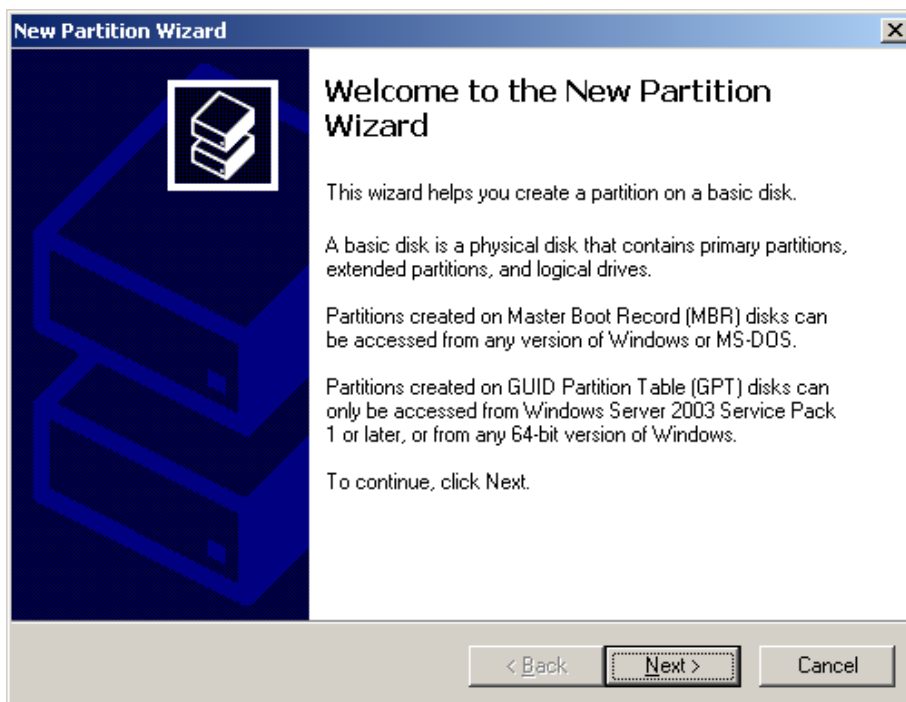 New Partition Wizard
Welcome to the New Partition
Wizard
This wizard helps you create a partition on a basic disk.
A basic disk is a physical disk that contains primary partitions,
extended partitions, and logical drives.
Partitions created on Master Boot Record (MBR) disks can
be accessed from any version of Windows or MS-DOS.
Partitions created on GUID Partition Table (GPT) disks can
only be accessed from Windows Server 2003 Service Pack
1 or later, or from any 64-bit version of Windows.
To continue, click Next.
< Back Next > Cancel